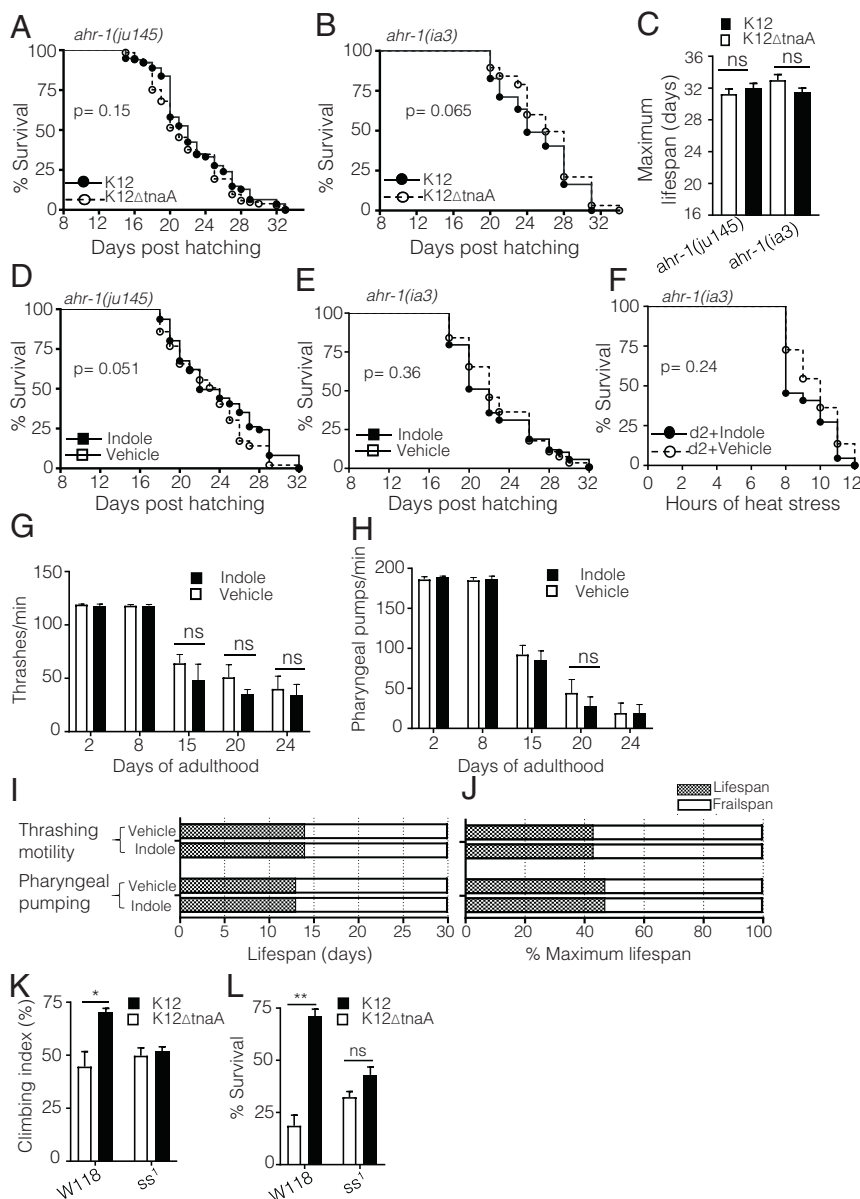 A
ahr-1(ju145)
% Survival
100
75
50
25
0
p= 0.15
K12
K12ΔtnaA
8 12 16 20 24 28 32
Days post hatching
B
ahr-1(ia3)
% Survival
100
75
50
25
0
p= 0.065
K12
K12ΔtnaA
8 12 16 20 24 28 32
Days post hatching
C
K12
K12ΔtnaA
ns ns
Maximum
lifespan (days)
36
32
28
24
20
16
ahr-1(ju145)
ahr-1(ia3)
D
ahr-1(ju145)
% Survival
100
75
50
25
0
p= 0.051
Indole
Vehicle
8 12 16 20 24 28 32
Days post hatching
E
ahr-1(ia3)
% Survival
100
75
50
25
0
p= 0.36
Indole
Vehicle
8 12 16 20 24 28 32
Days post hatching
F
ahr-1(ia3)
% Survival
100
75
50
25
0
p= 0.24
d2+Indole
d2+Vehicle
0 2 4 6 8 10 12
Hours of heat stress
G
Thrashes/min
150
100
50
0
Indole
Vehicle
ns ns ns
2 8 15 20 24
Days of adulthood
H
Pharyngeal pumps/min
200
150
100
50
0
Indole
Vehicle
ns
2 8 15 20 24
Days of adulthood
I
Thrashing
motility
Vehicle
Indole
Pharyngeal
pumping
Vehicle
Indole
0 5 10 15 20 25 30
Lifespan (days)
J
Lifespan
Frailspan
0 20 40 60 80 100
% Maximum lifespan
K
Climbing index (%)
75
50
25
0
K12
K12ΔtnaA
*
W118
ss1
L
% Survival
75
50
25
0
K12
K12ΔtnaA
**
ns
W118
ss1